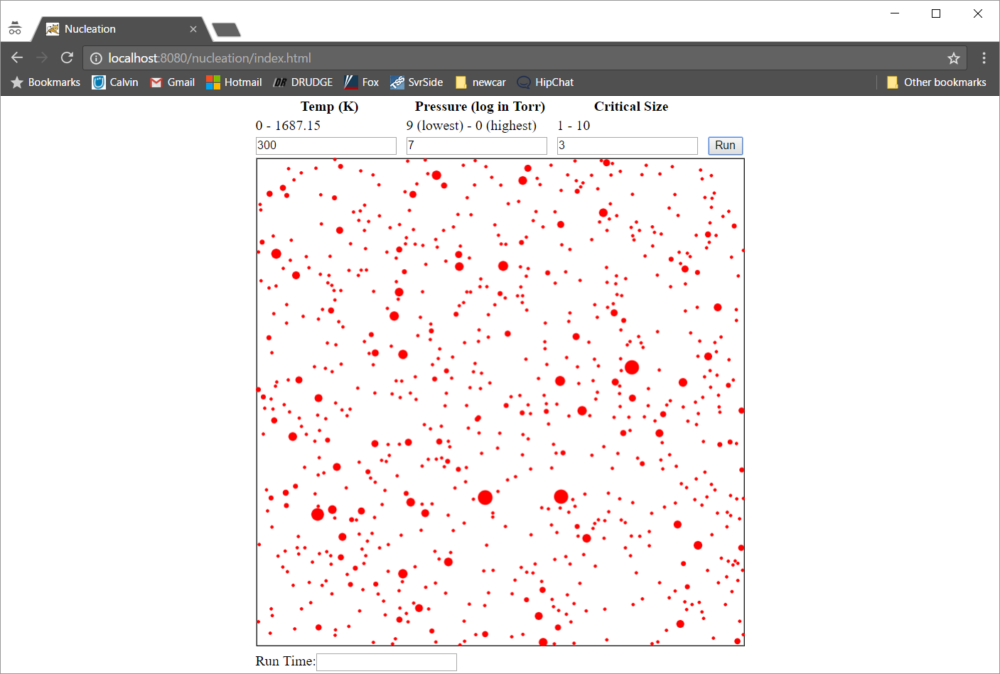 Nucleation
localhost:8080/nucleation/index.html
Bookmarks Calvin Gmail Hotmail DR DRUDGE Fox SvrSide newcar HipChat Other bookmarks
Temp (K) Pressure (log in Torr) Critical Size
0 - 1687.15 9 (lowest) - 0 (highest) 1 - 10
300 7 3 Run
Run Time: